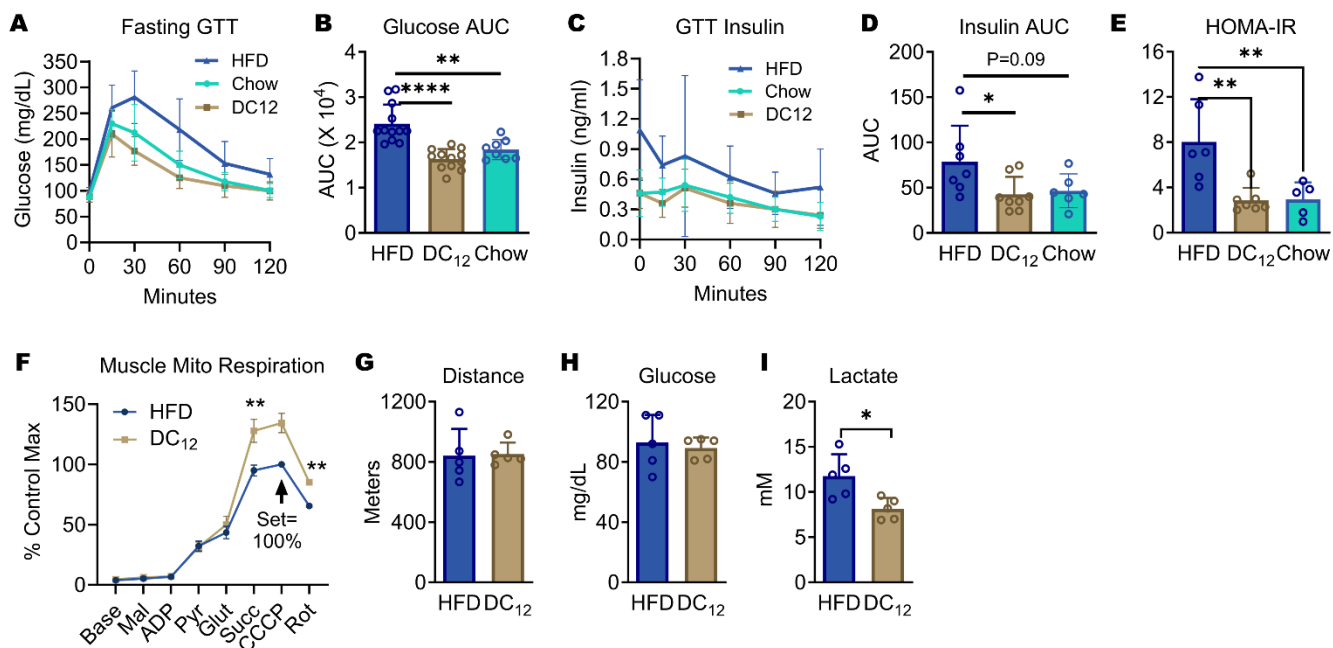 A Fasting GTT
Glucose (mg/dL)
350
300
250
200
150
100
50
0
HFD
Chow
DC12
0 30 60 90 120
Minutes
B Glucose AUC
AUC (X 10⁴)
4
3
2
1
0
**
****
HFD DC₁₂ Chow
C GTT Insulin
Insulin (ng/ml)
1.8
1.5
1.2
0.9
0.6
0.3
0.0
HFD
Chow
DC12
0 30 60 90 120
Minutes
D Insulin AUC
AUC
200
150
100
50
0
P=0.09
*
HFD DC₁₂ Chow
E HOMA-IR
16
12
8
4
0
**
**
HFD DC₁₂ Chow
F Muscle Mito Respiration
% Control Max
150
100
50
0
HFD
DC₁₂
**
**
Set=
100%
Base Mal ADP Pyr Glut Succ CCCP Rot
G Distance
Meters
1200
800
400
0
HFD DC₁₂
H Glucose
mg/dL
120
80
40
0
HFD DC₁₂
I Lactate
mM
20
15
10
5
0
*
HFD DC₁₂